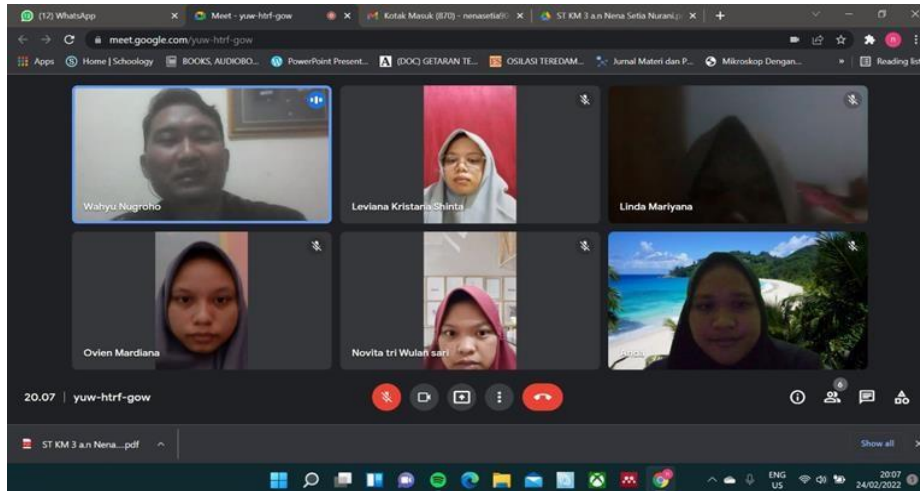 (12) WhatsApp
Meet - yuw-htrf-gow
Kotak Masuk (870) - nenasetia9
ST KM 3 a.n Nena Setia Nurani.p
meet.google.com/yuw-htrf-gow
Apps
Home | Schoology
BOOKS, AUDIOBO...
PowerPoint Present...
(DOC) GETARAN TE...
OSILASI TEREDAM...
Jurnal Materi dan P...
Mikroskop Dengan...
Reading list
Wahyu Nugroho
Leviana Kristana Shinta
Linda Mariyana
Ovien Mardiana
Novita tri Wulan sari
Anda
20.07 | yuw-htrf-gow
6
ST KM 3 a.n Nena....pdf
Show all
ENG
US
20:07
24/02/2022